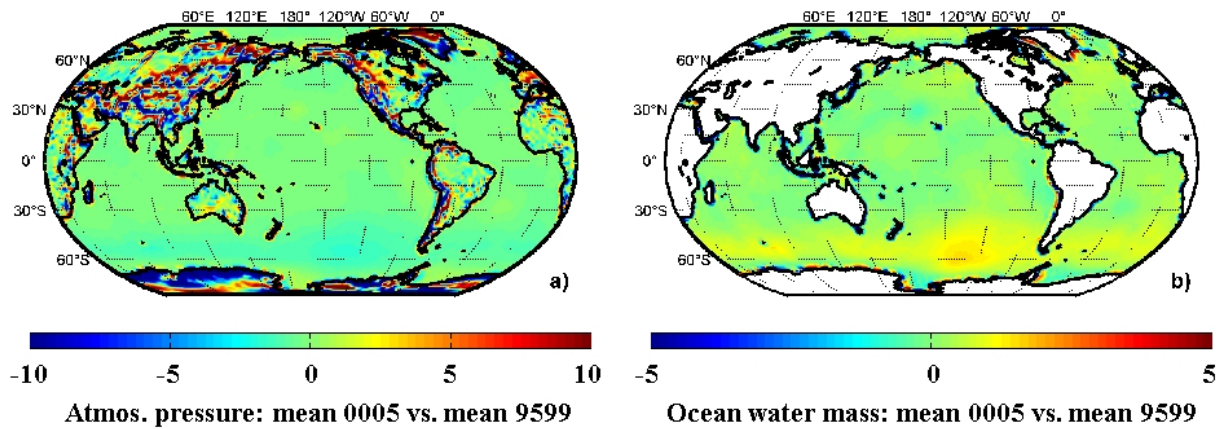 60°E 120°E 180° 120°W 60°W 0°
60°N
30°N
0°
30°S
60°S
a)
-10 -5 0 5 10
Atmos. pressure: mean 0005 vs. mean 9599
60°E 120°E 180° 120°W 60°W 0°
60°N
30°N
0°
30°S
60°S
b)
-5 0 5
Ocean water mass: mean 0005 vs. mean 9599